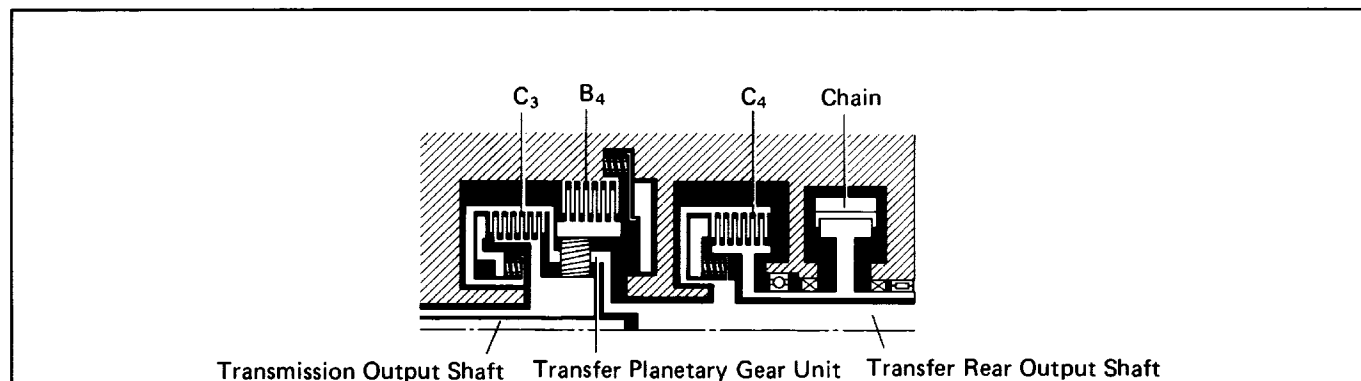 C₃ B₄ C₄ Chain
Transmission Output Shaft Transfer Planetary Gear Unit Transfer Rear Output Shaft